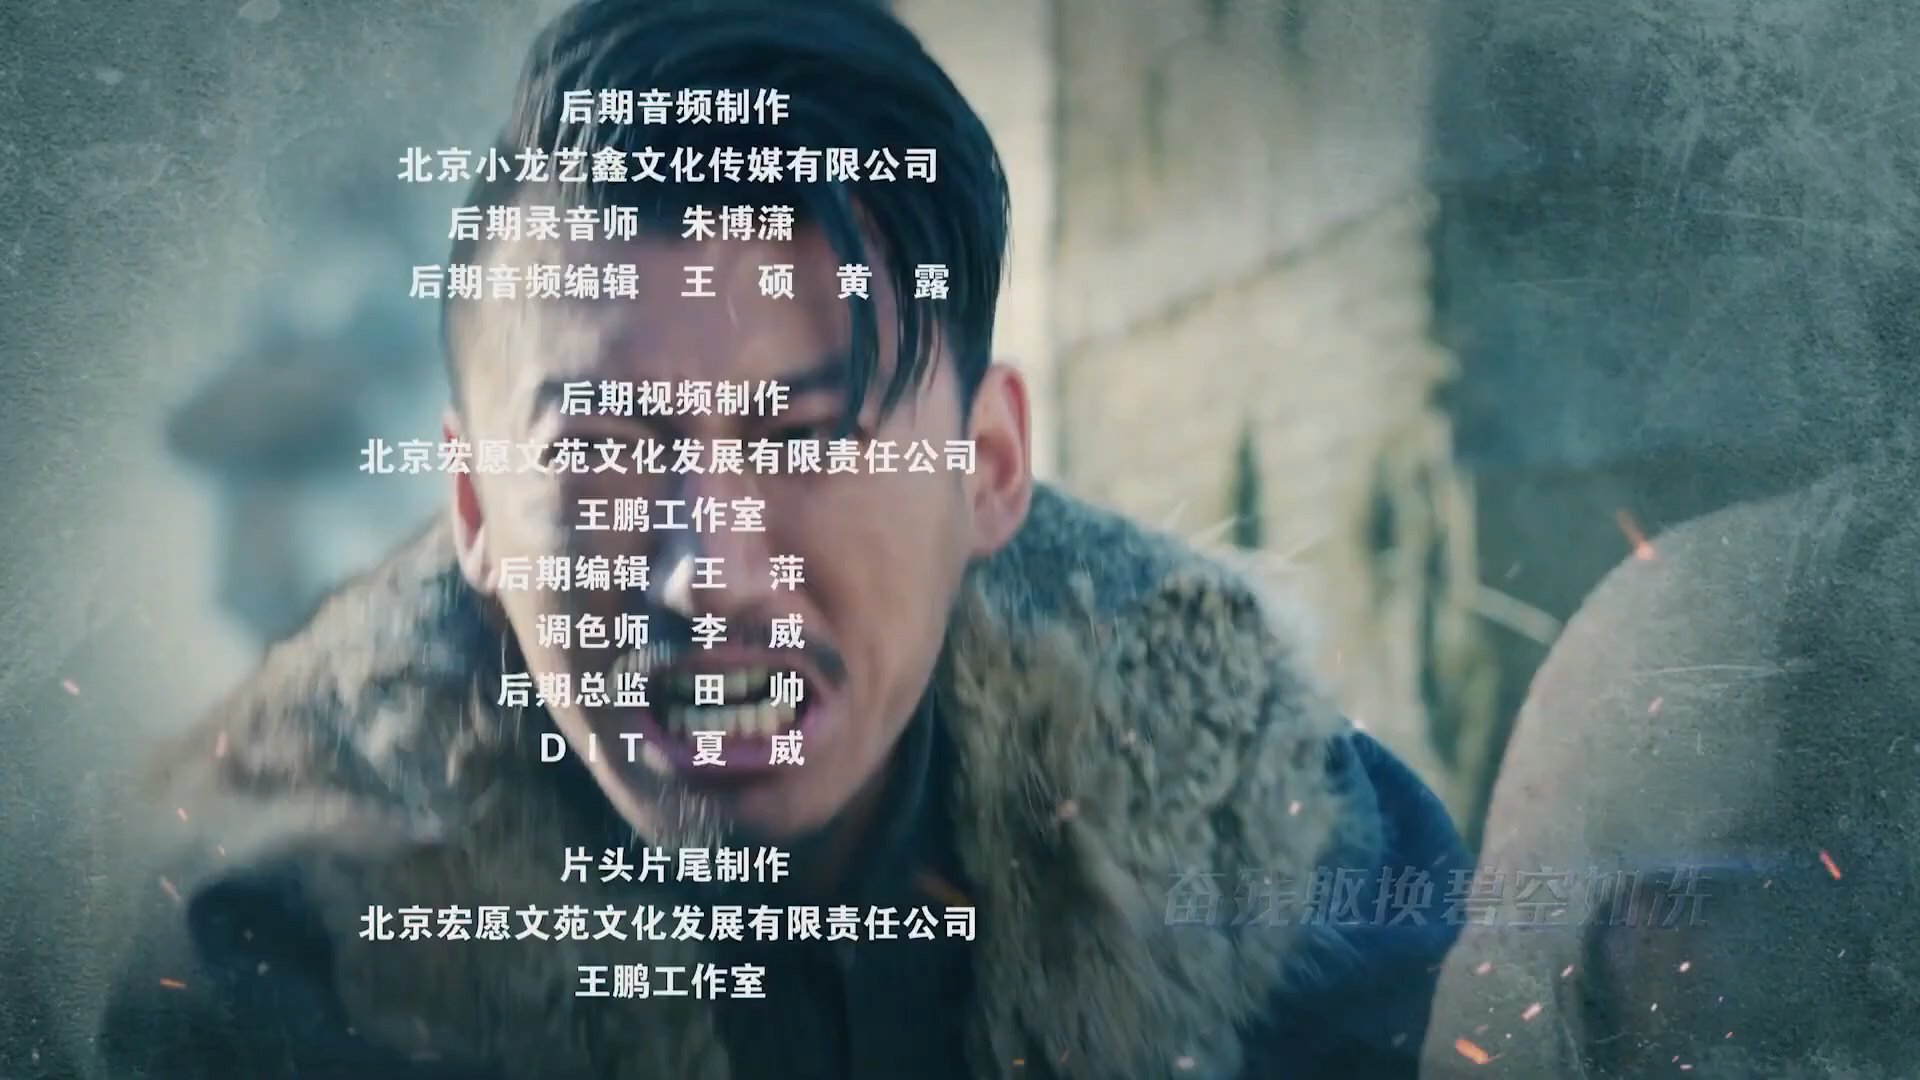 后期音频制作
北京小龙艺鑫文化传媒有限公司
后期录音师 朱博潇
后期音频编辑 王 硕 黄 露
后期视频制作
北京宏愿文苑文化发展有限责任公司
王鹏工作室
后期编辑 王 萍
调色师 李 威
后期总监 田 帅
DIT 夏 威
片头片尾制作
北京宏愿文苑文化发展有限责任公司
王鹏工作室
奋残躯换碧空如洗